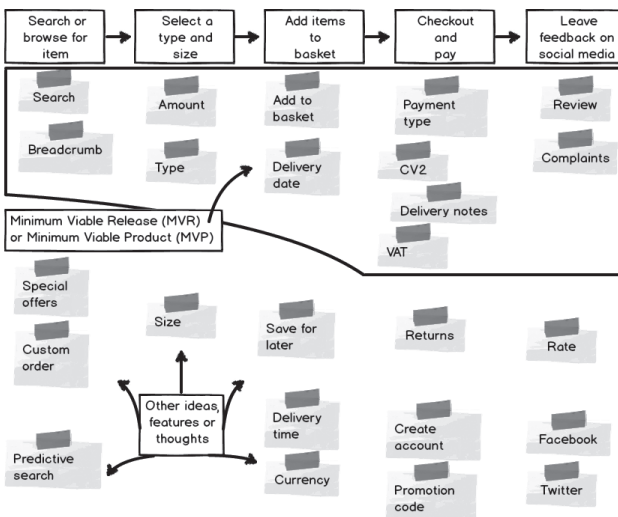 Search or
browse for
item
Select a
type and
size
Add items
to
basket
Checkout
and
pay
Leave
feedback on
social media
Search
Amount
Add to
basket
Payment
type
Review
Breadcrumb
Type
Delivery
date
CV2
Complaints
Delivery notes
VAT
Minimum Viable Release (MVR)
or Minimum Viable Product (MVP)
Special
offers
Size
Save for
later
Returns
Rate
Custom
order
Other ideas,
features or
thoughts
Delivery
time
Create
account
Facebook
Predictive
search
Currency
Promotion
code
Twitter